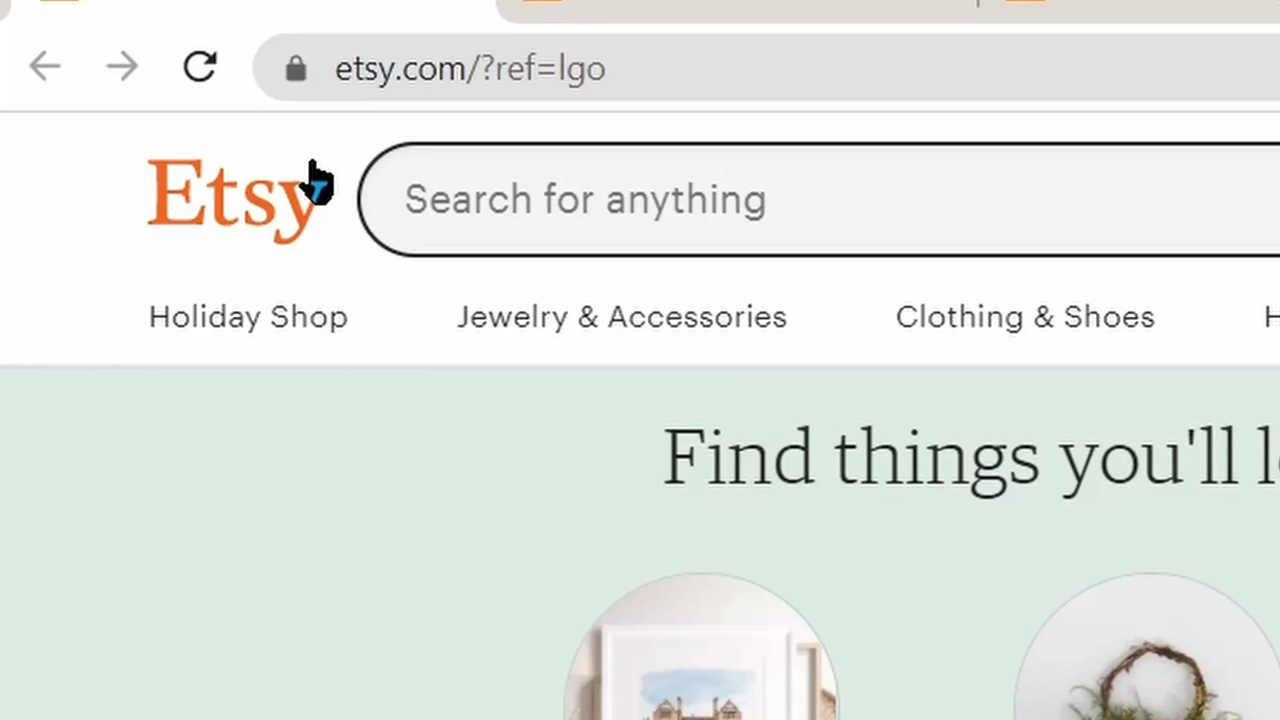 etsy.com/?ref=lgo
Etsy
Search for anything
Holiday Shop
Jewelry & Accessories
Clothing & Shoes
H
Find things you'll l